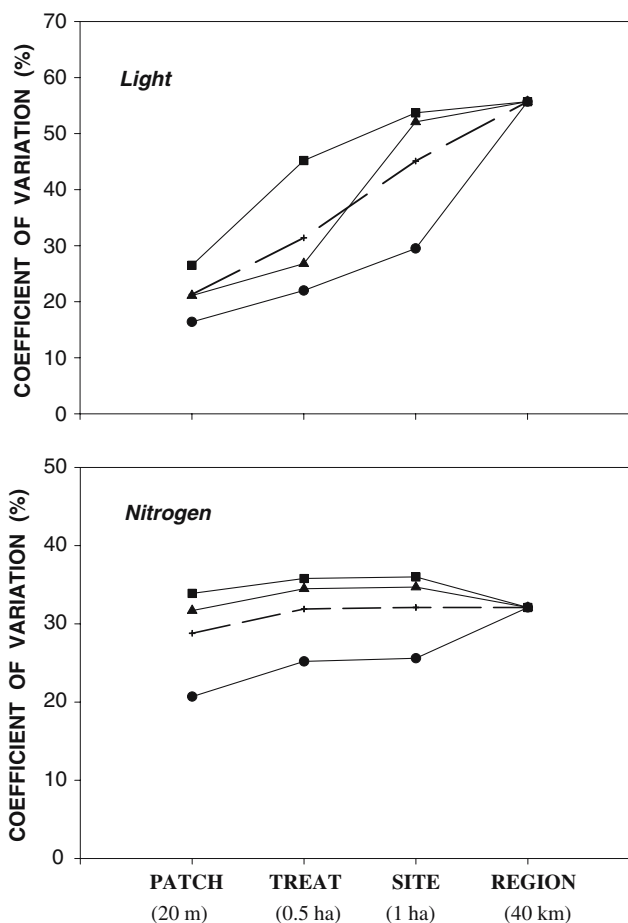 COEFFICIENT OF VARIATION (%)
70
60
50
40
30
20
10
0
Light
COEFFICIENT OF VARIATION (%)
50
40
30
20
10
0
Nitrogen
PATCH TREAT SITE REGION
(20 m) (0.5 ha) (1 ha) (40 km)